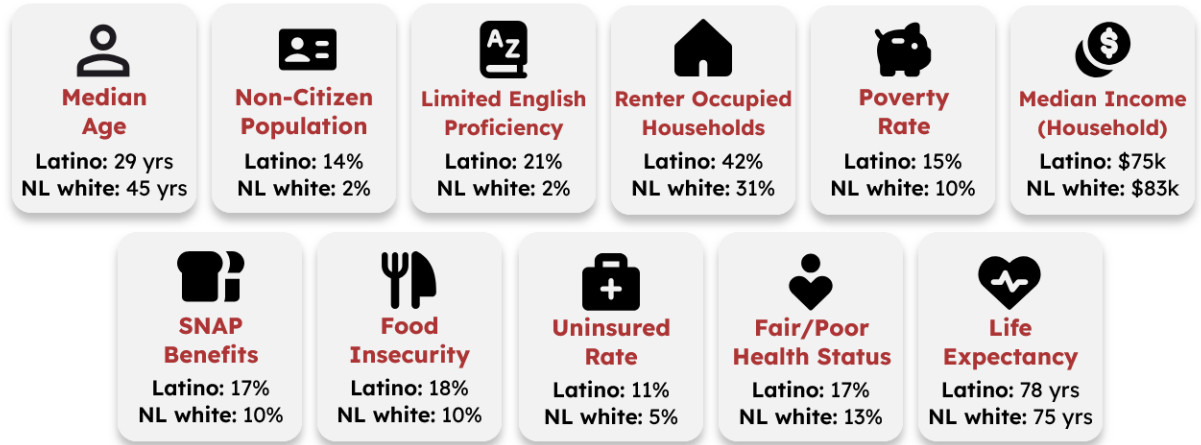 A Z
Median
Age
Latino: 29 yrs
NL white: 45 yrs
Non-Citizen
Population
Latino: 14%
NL white: 2%
Limited English
Proficiency
Latino: 21%
NL white: 2%
Renter Occupied
Households
Latino: 42%
NL white: 31%
Poverty
Rate
Latino: 15%
NL white: 10%
$
Median Income
(Household)
Latino: $75k
NL white: $83k
SNAP
Benefits
Latino: 17%
NL white: 10%
Food
Insecurity
Latino: 18%
NL white: 10%
Uninsured
Rate
Latino: 11%
NL white: 5%
Fair/Poor
Health Status
Latino: 17%
NL white: 13%
Life
Expectancy
Latino: 78 yrs
NL white: 75 yrs